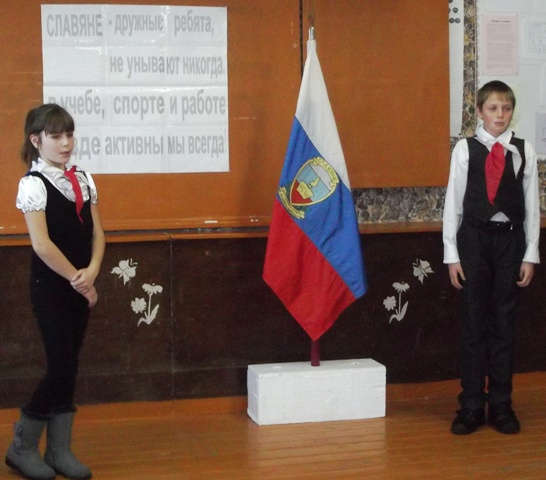 СЛАВЯНЕ - дружные ребята,
не унывают никогда.
учебе, спорте и работе
активны мы всегда!